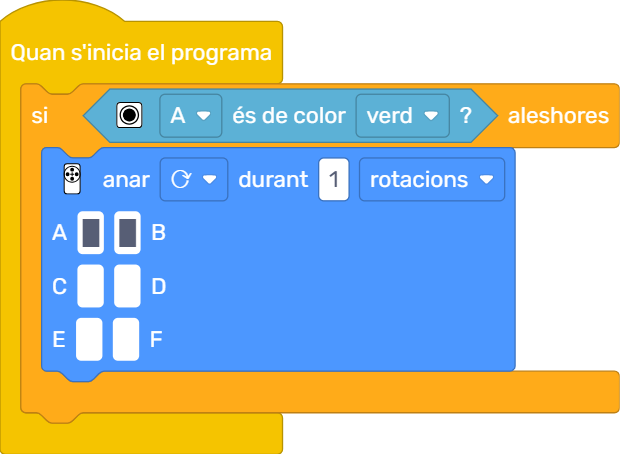 Quan s'inicia el programa
si A és de color verd ? aleshores
anar durant 1 rotacions
A B
C D
E F